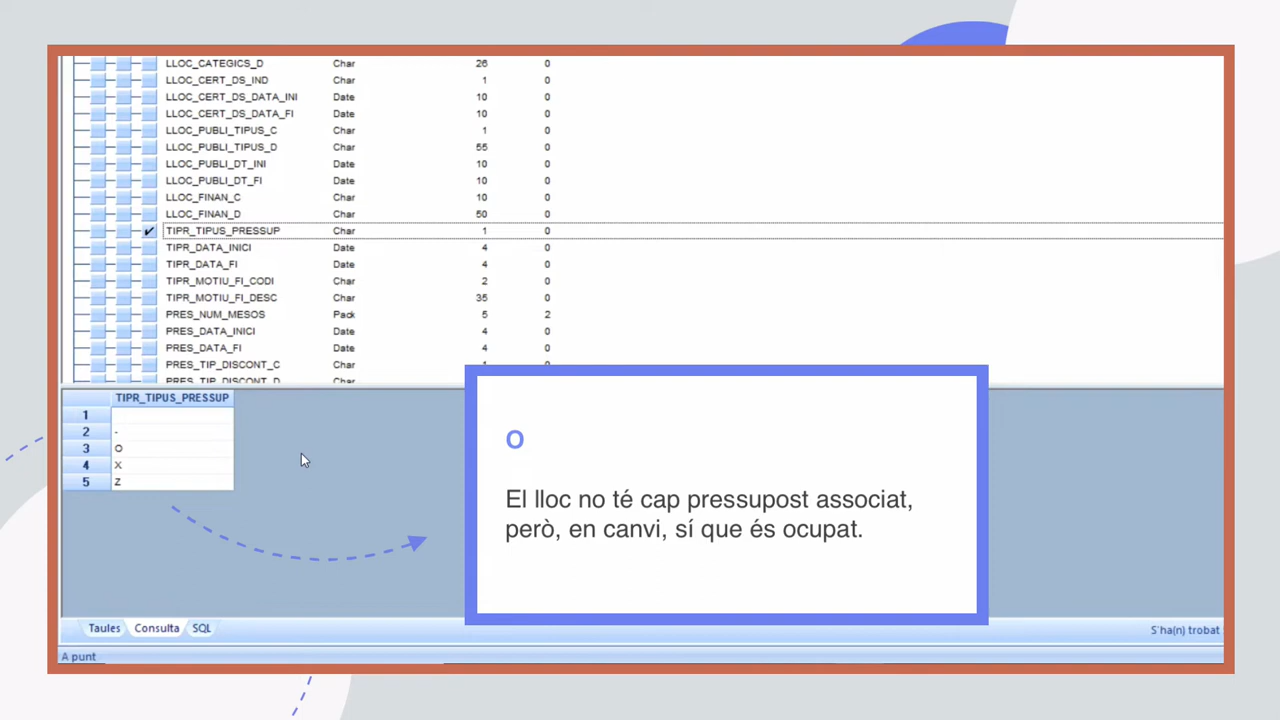 LLOC_CATEGICS_D Char 26 0
LLOC_CERT_DS_IND Char 1 0
LLOC_CERT_DS_DATA_INI Date 10 0
LLOC_CERT_DS_DATA_FI Date 10 0
LLOC_PUBLI_TIPUS_C Char 1 0
LLOC_PUBLI_TIPUS_D Char 55 0
LLOC_PUBLI_DT_INI Date 10 0
LLOC_PUBLI_DT_FI Date 10 0
LLOC_FINAN_C Char 10 0
LLOC_FINAN_D Char 50 0
TIPR_TIPUS_PRESSUP Char 1 0
TIPR_DATA_INICI Date 4 0
TIPR_DATA_FI Date 4 0
TIPR_MOTIU_FI_CODI Char 2 0
TIPR_MOTIU_FI_DESC Char 35 0
PRES_NUM_MESOS Pack 5 2
PRES_DATA_INICI Date 4 0
PRES_DATA_FI Date 4 0
PRES_TIP_DISCONT_C Char
PRES_TIP_DISCONT_D Char
TIPR_TIPUS_PRESSUP
1
2 -
3 O
4 X
5 Z
O
El lloc no té cap pressupost associat,
però, en canvi, sí que és ocupat.
Taules Consulta SQL
S'ha(n) trobat
A punt